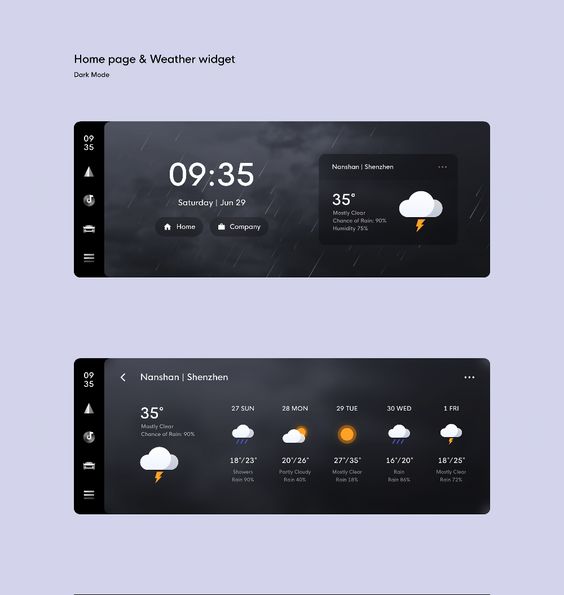 Home page & Weather widget
Dark Mode
09
35
09:35
Saturday | Jun 29
Home
Company
Nanshan | Shenzhen
35°
Mostly Clear
Chance of Rain: 90%
Humidity 75%
09
35
Nanshan | Shenzhen
35°
Mostly Clear
Chance of Rain: 90%
27 SUN
28 MON
29 TUE
30 WED
1 FRI
18°/23°
20°/26°
27°/35°
16°/20°
18°/25°
Showers
Partly Cloudy
Mostly Clear
Rain
Mostly Clear
Rain 90%
Rain 40%
Rain 18%
Rain 86%
Rain 72%